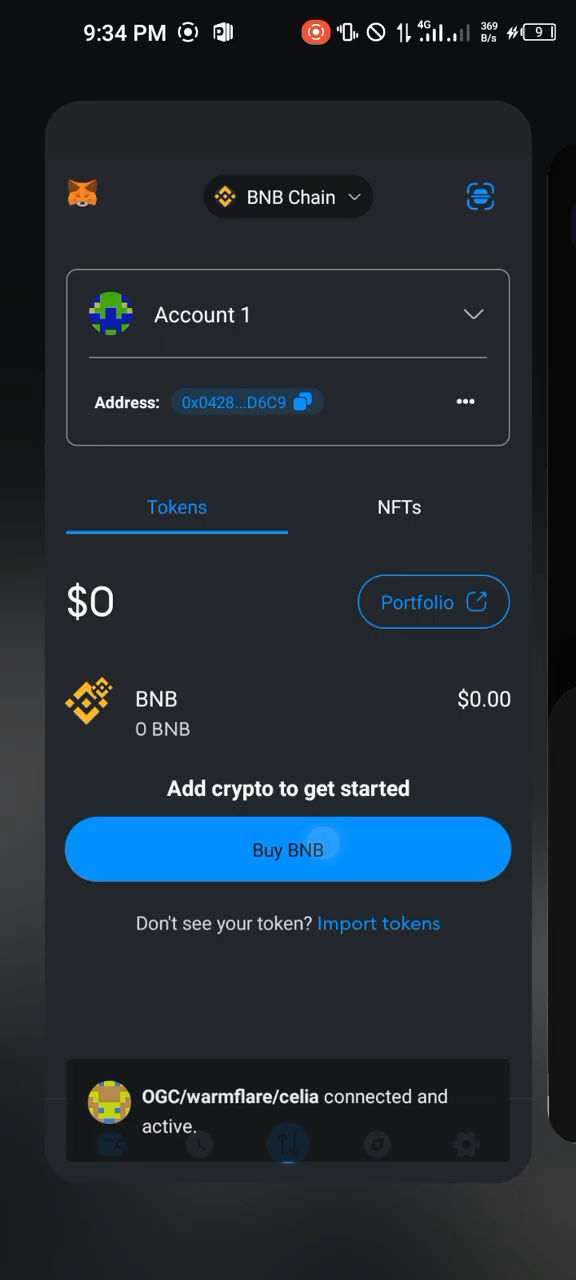 9:34 PM
4G
369
B/s
9
BNB Chain
Account 1
Address: 0x0428...D6C9
Tokens
NFTs
$0
Portfolio
BNB
$0.00
0 BNB
Add crypto to get started
Buy BNB
Don't see your token? Import tokens
OGC/warmflare/celia connected and
active.